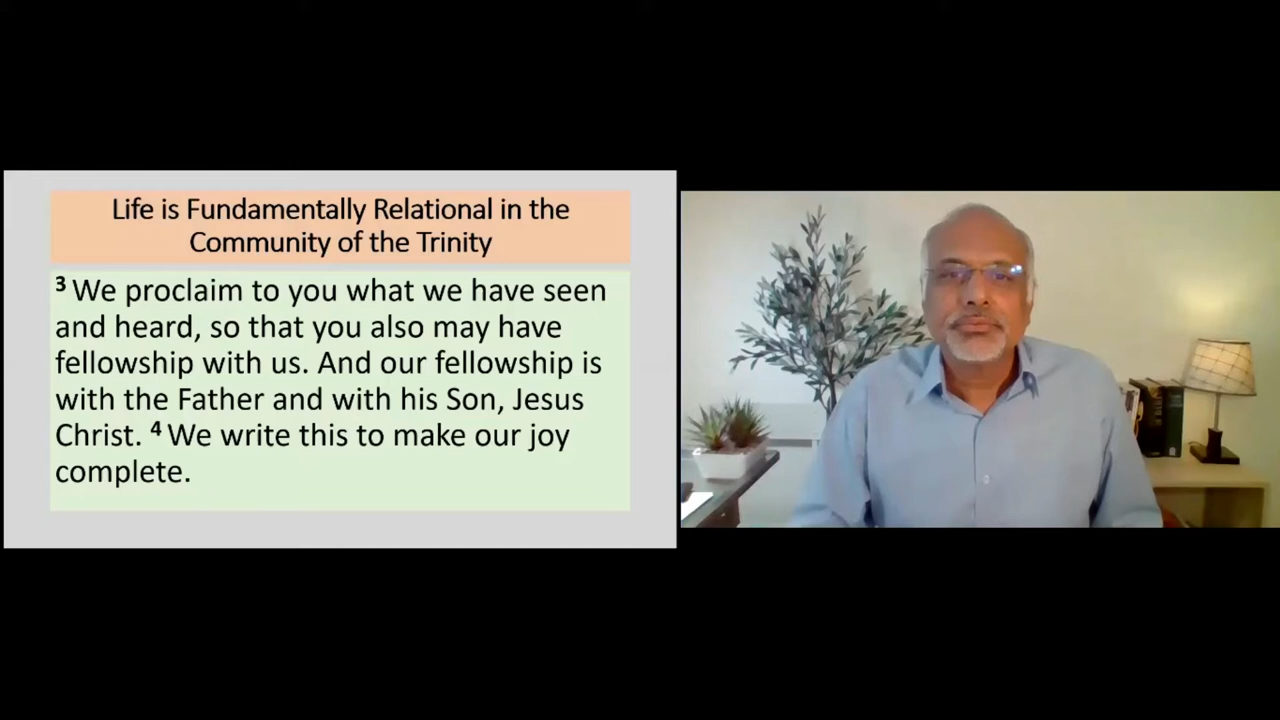 Life is Fundamentally Relational in the
Community of the Trinity
3 We proclaim to you what we have seen
and heard, so that you also may have
fellowship with us. And our fellowship is
with the Father and with his Son, Jesus
Christ. 4 We write this to make our joy
complete.